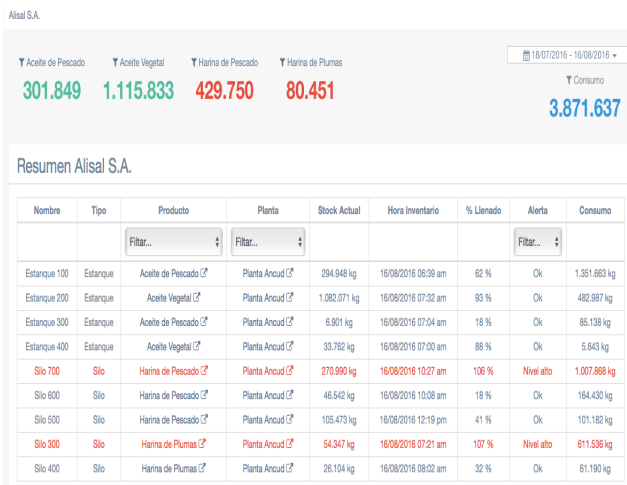 Alisal S.A.
Aceite de Pescado Aceite Vegetal Harina de Pescado Harina de Plumas
301.849 1.115.833 429.750 80.451
18/07/2016 - 16/08/2016
Consumo
3.871.637
Resumen Alisal S.A.
Nombre Tipo Producto Planta Stock Actual Hora Inventario % Llenado Alerta Consumo
Filtar... Filtar... Filtar...
Estanque 100 Estanque Aceite de Pescado Planta Ancud 294.948 kg 16/08/2016 06:39 am 62 % Ok 1.351.663 kg
Estanque 200 Estanque Aceite Vegetal Planta Ancud 1.082.071 kg 16/08/2016 07:32 am 93 % Ok 482.987 kg
Estanque 300 Estanque Aceite de Pescado Planta Ancud 6.901 kg 16/08/2016 07:04 am 18 % Ok 85.138 kg
Estanque 400 Estanque Aceite Vegetal Planta Ancud 33.762 kg 16/08/2016 07:00 am 88 % Ok 5.643 kg
Silo 700 Silo Harina de Pescado Planta Ancud 270.990 kg 16/08/2016 10:27 am 106 % Nivel alto 1.007.868 kg
Silo 600 Silo Harina de Pescado Planta Ancud 46.542 kg 16/08/2016 10:08 am 18 % Ok 164.430 kg
Silo 500 Silo Harina de Pescado Planta Ancud 105.473 kg 16/08/2016 12:19 pm 41 % Ok 101.182 kg
Silo 300 Silo Harina de Plumas Planta Ancud 54.347 kg 16/08/2016 07:21 am 107 % Nivel alto 611.536 kg
Silo 400 Silo Harina de Plumas Planta Ancud 26.104 kg 16/08/2016 08:02 am 32 % Ok 61.190 kg